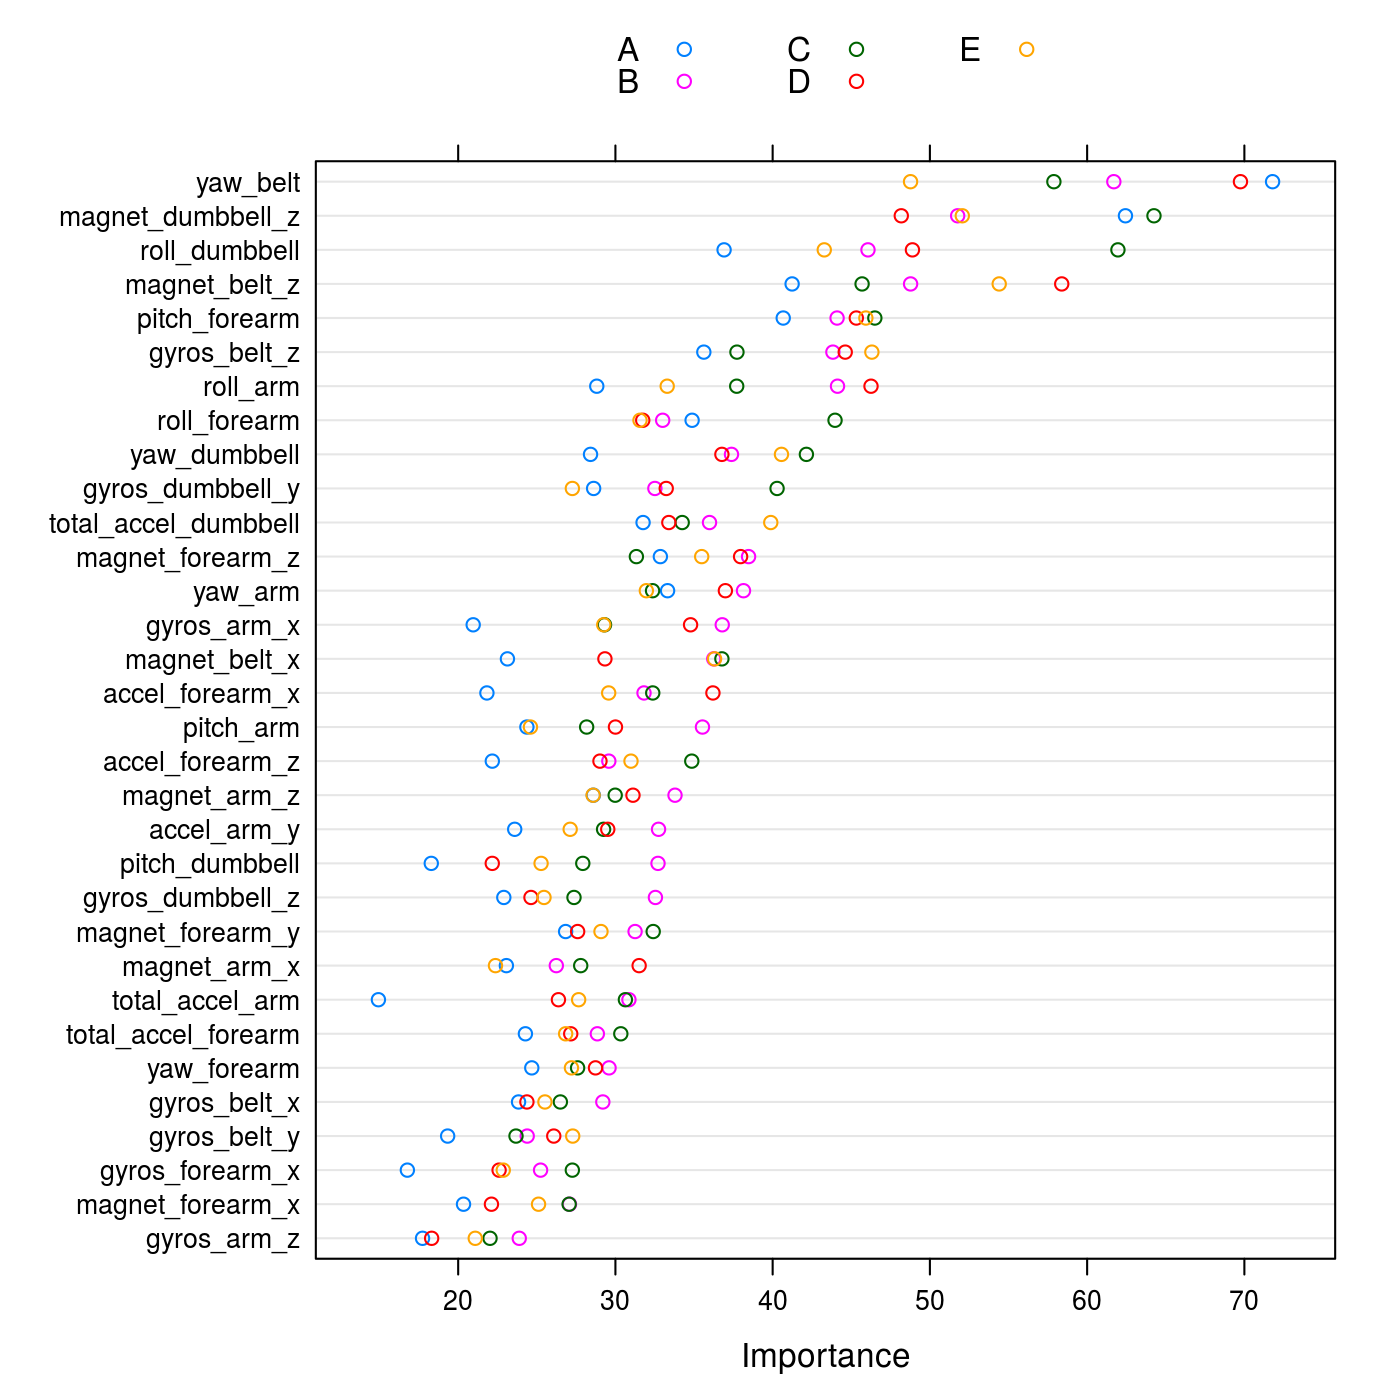 A C E
B D
yaw_belt
magnet_dumbbell_z
roll_dumbbell
magnet_belt_z
pitch_forearm
gyros_belt_z
roll_arm
roll_forearm
yaw_dumbbell
gyros_dumbbell_y
total_accel_dumbbell
magnet_forearm_z
yaw_arm
gyros_arm_x
magnet_belt_x
accel_forearm_x
pitch_arm
accel_forearm_z
magnet_arm_z
accel_arm_y
pitch_dumbbell
gyros_dumbbell_z
magnet_forearm_y
magnet_arm_x
total_accel_arm
total_accel_forearm
yaw_forearm
gyros_belt_x
gyros_belt_y
gyros_forearm_x
magnet_forearm_x
gyros_arm_z
20 30 40 50 60 70
Importance